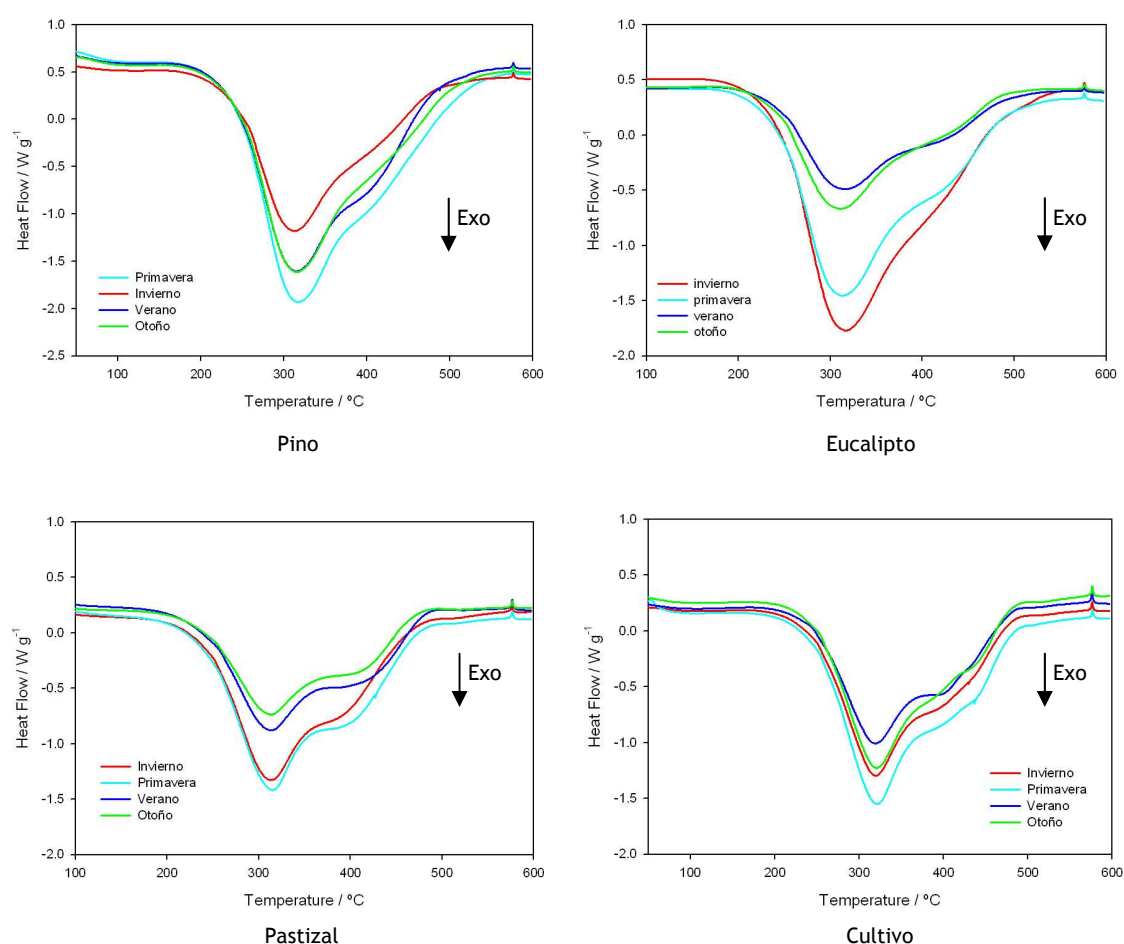 1.0
0.5
0.0
-0.5
-1.0
-1.5
-2.0
-2.5
Heat Flow / W g-1
Exo
Primavera
Invierno
Verano
Otoño
100 200 300 400 500 600
Temperature / ºC
Pino
1.0
0.5
0.0
-0.5
-1.0
-1.5
-2.0
Heat Flow / W g-1
Exo
invierno
primavera
verano
otoño
100 200 300 400 500 600
Temperatura / ºC
Eucalipto
1.0
0.5
0.0
-0.5
-1.0
-1.5
-2.0
Heat Flow / W g-1
Exo
Invierno
Primavera
Verano
Otoño
100 200 300 400 500 600
Temperature / ºC
Pastizal
1.0
0.5
0.0
-0.5
-1.0
-1.5
-2.0
Heat Flow / W g-1
Exo
Invierno
Primavera
Verano
Otoño
100 200 300 400 500 600
Temperature / ºC
Cultivo